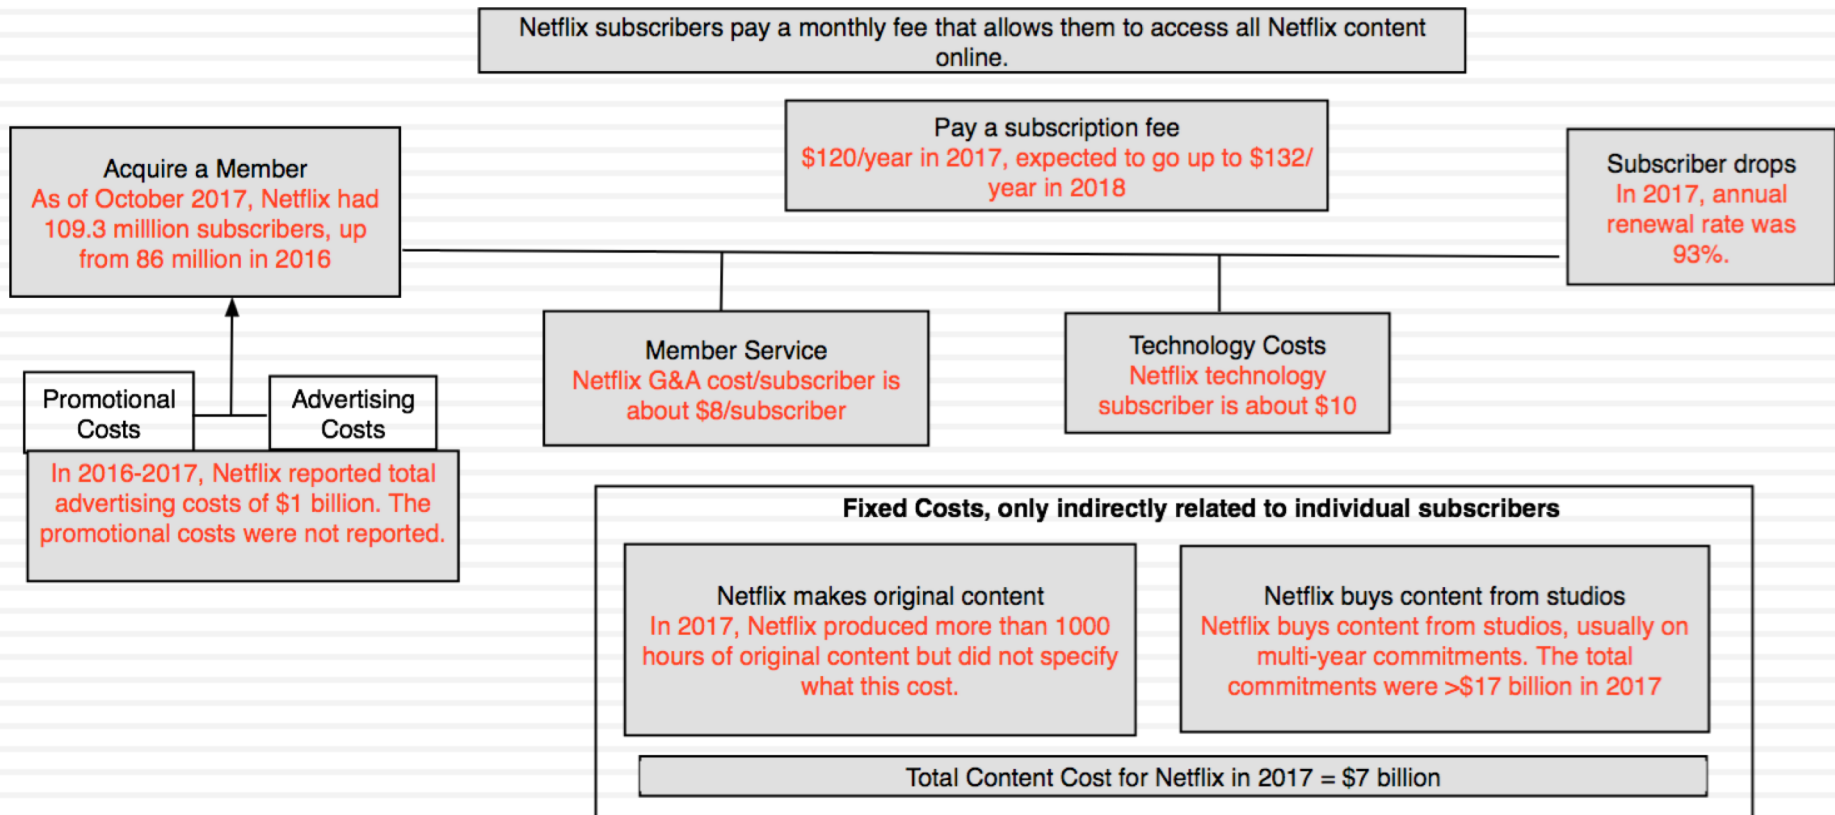 Netflix subscribers pay a monthly fee that allows them to access all Netflix content
online.
Pay a subscription fee
$120/year in 2017, expected to go up to $132/
year in 2018
Acquire a Member
As of October 2017, Netflix had
109.3 milllion subscribers, up
from 86 million in 2016
Subscriber drops
In 2017, annual
renewal rate was
93%.
Member Service
Netflix G&A cost/subscriber is
about $8/subscriber
Technology Costs
Netflix technology
subscriber is about $10
Promotional
Costs
Advertising
Costs
In 2016-2017, Netflix reported total
advertising costs of $1 billion. The
promotional costs were not reported.
Fixed Costs, only indirectly related to individual subscribers
Netflix makes original content
In 2017, Netflix produced more than 1000
hours of original content but did not specify
what this cost.
Netflix buys content from studios
Netflix buys content from studios, usually on
multi-year commitments. The total
commitments were >$17 billion in 2017
Total Content Cost for Netflix in 2017 = $7 billion